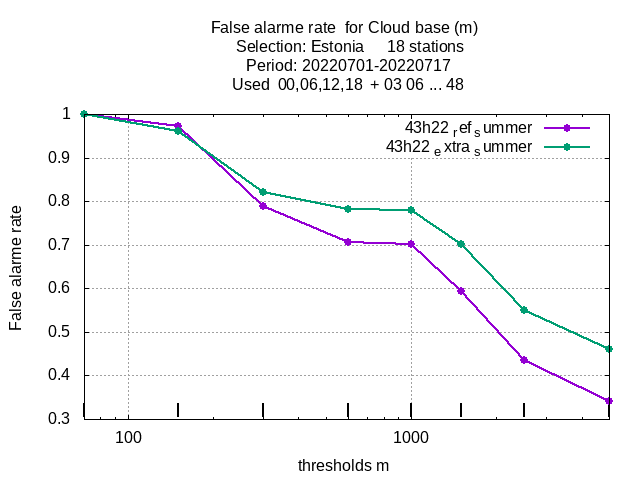 False alarme rate for Cloud base (m)
Selection: Estonia 18 stations
Period: 20220701-20220717
Used 00,06,12,18 + 03 06 ... 48
1
43h22 ref summer
43h22 extra summer
0.9
0.8
0.7
0.6
0.5
0.4
0.3
False alarme rate
100
1000
thresholds m